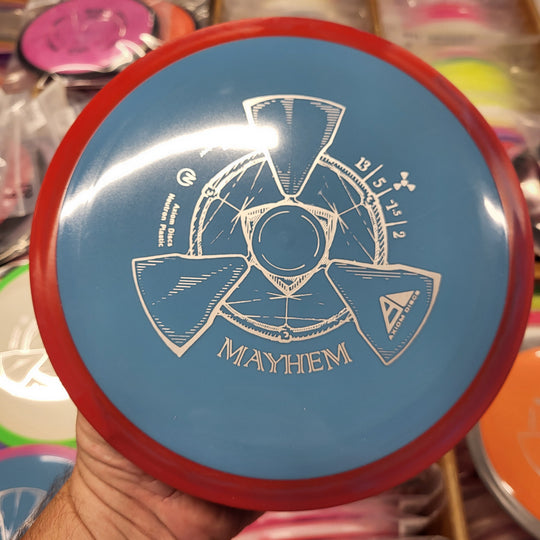 13 / 5 / -1.5 / 2
Axiom Discs
Neutron Plastic
AXIOM DISCS
MAYHEM